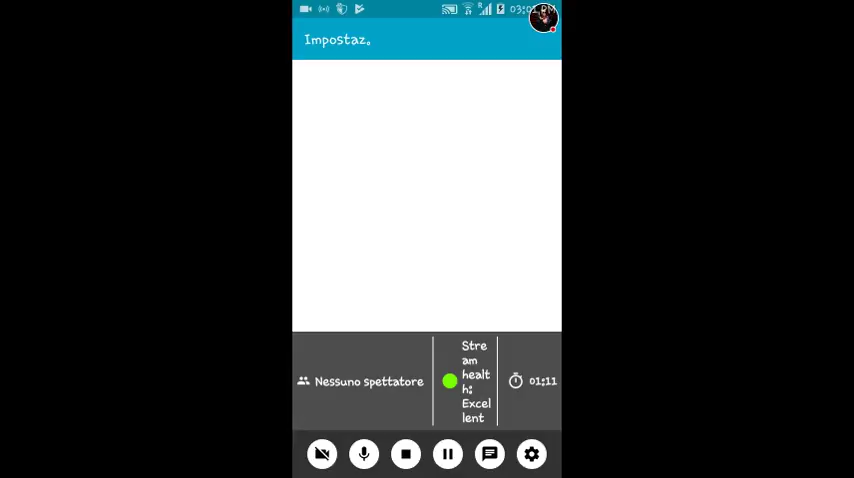 03:01 PM
Impostaz.
Nessuno spettatore
Stre
am
healt
h:
Excel
lent
01:11